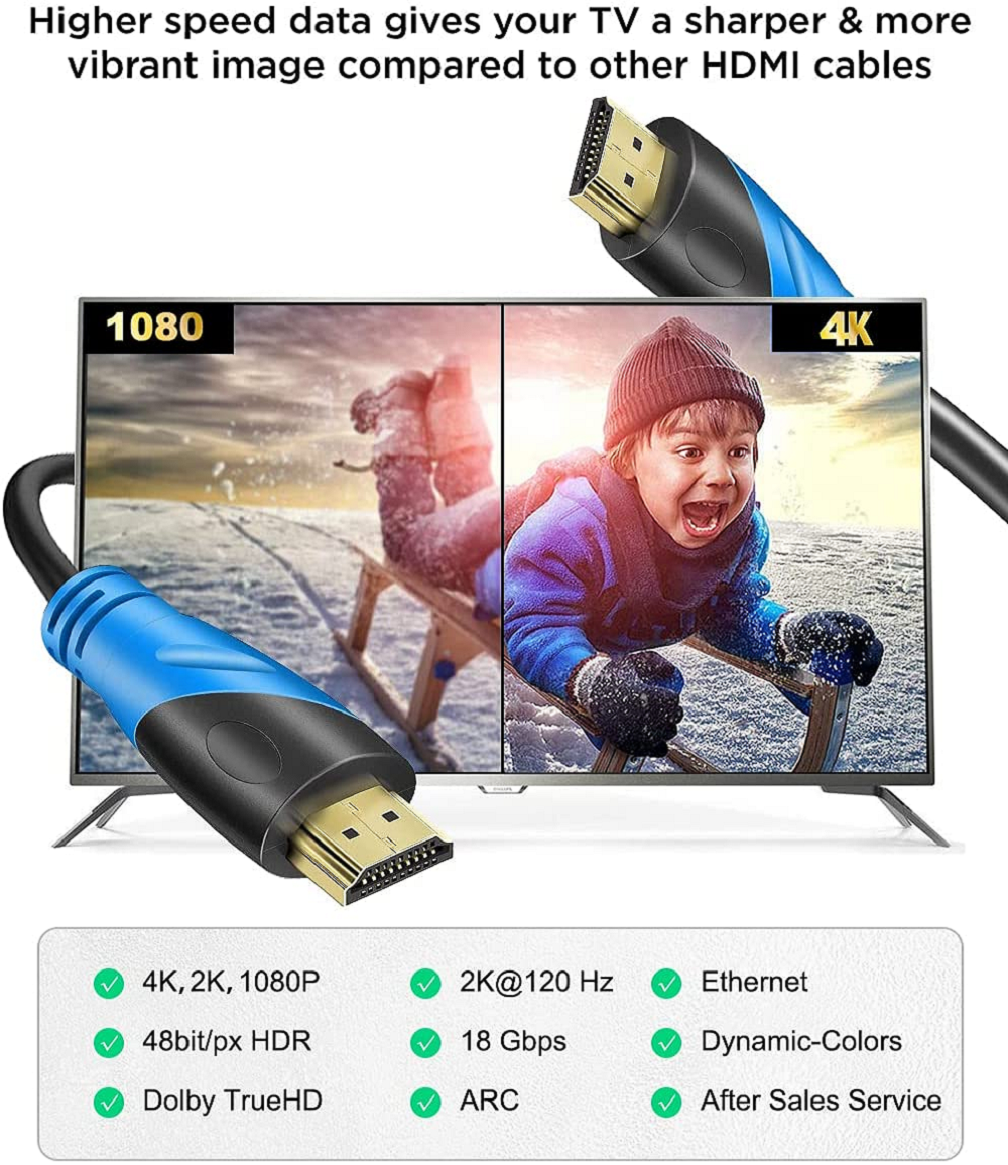 Higher speed data gives your TV a sharper & more
vibrant image compared to other HDMI cables
1080
4K
PHILIPS
4K, 2K, 1080P
2K@120 Hz
Ethernet
48bit/px HDR
18 Gbps
Dynamic-Colors
Dolby TrueHD
ARC
After Sales Service